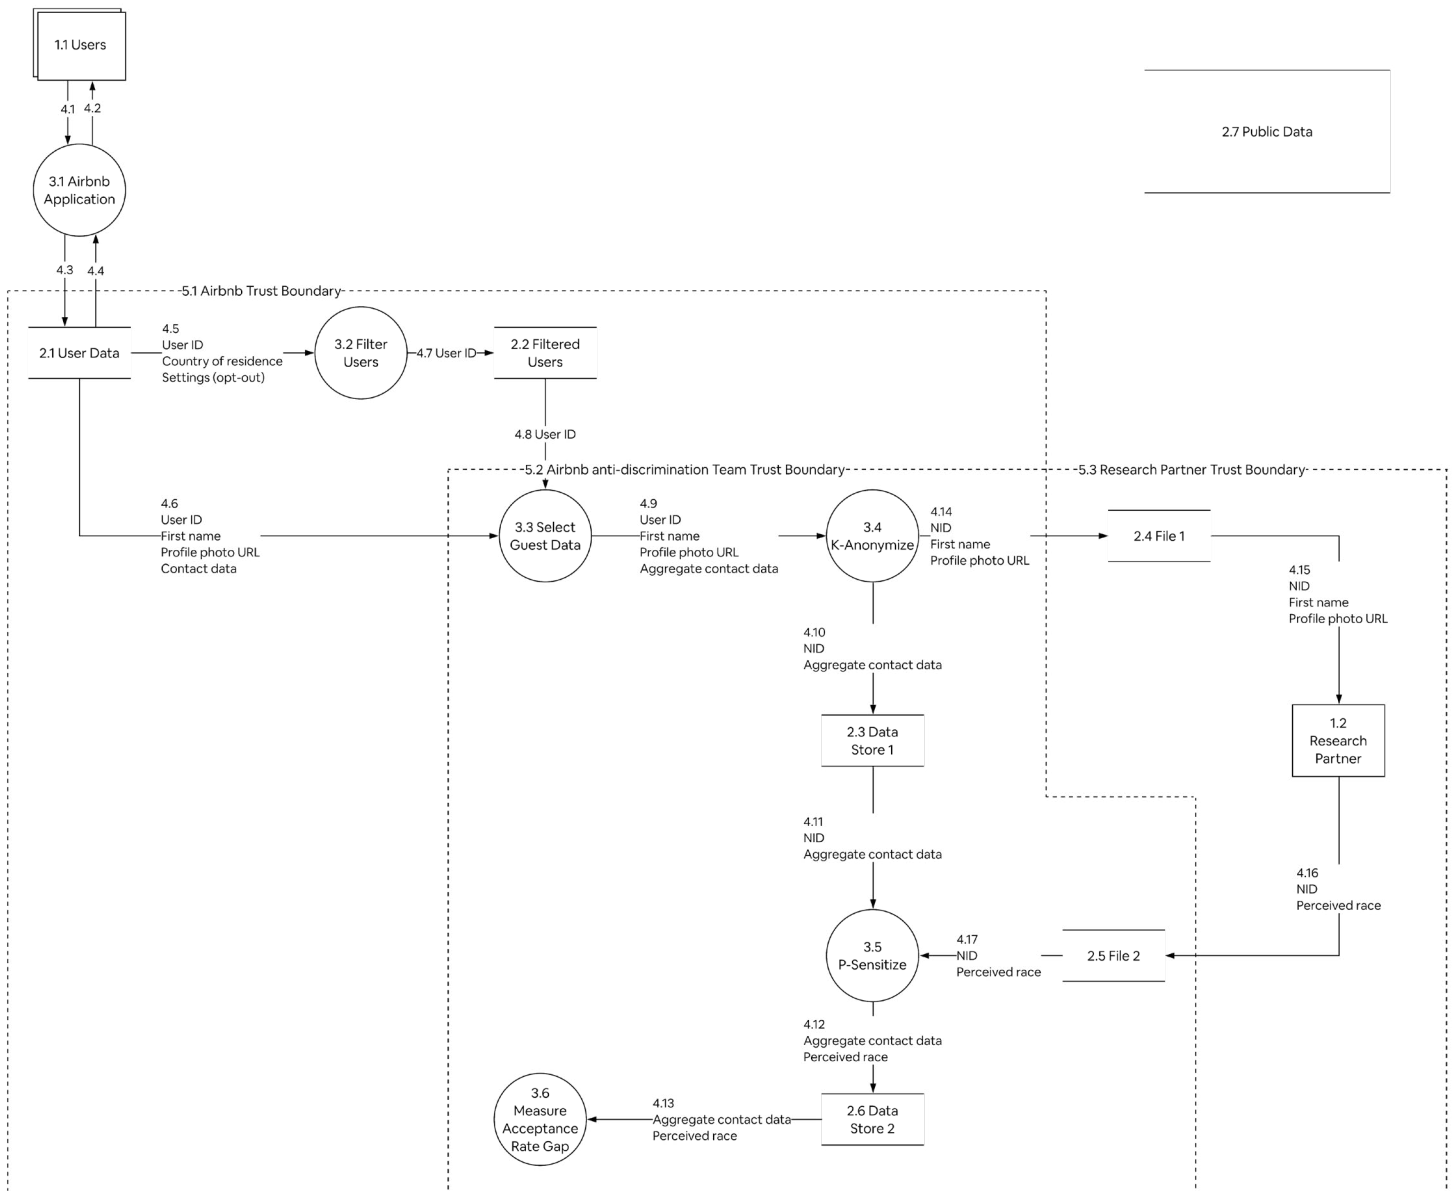 1.1 Users
4.1
4.2
2.7 Public Data
3.1 Airbnb
Application
4.3
4.4
5.1 Airbnb Trust Boundary
2.1 User Data
4.5
User ID
Country of residence
Settings (opt-out)
3.2 Filter
Users
4.7 User ID
2.2 Filtered
Users
4.8 User ID
5.2 Airbnb anti-discrimination Team Trust Boundary
5.3 Research Partner Trust Boundary
4.6
User ID
First name
Profile photo URL
Contact data
3.3 Select
Guest Data
4.9
User ID
First name
Profile photo URL
Aggregate contact data
3.4
K-Anonymize
4.14
NID
First name
Profile photo URL
2.4 File 1
4.15
NID
First name
Profile photo URL
4.10
NID
Aggregate contact data
2.3 Data
Store 1
1.2
Research
Partner
4.11
NID
Aggregate contact data
4.16
NID
Perceived race
3.5
P-Sensitize
4.17
NID
Perceived race
2.5 File 2
4.12
Aggregate contact data
Perceived race
3.6
Measure
Acceptance
Rate Gap
4.13
Aggregate contact data
Perceived race
2.6 Data
Store 2